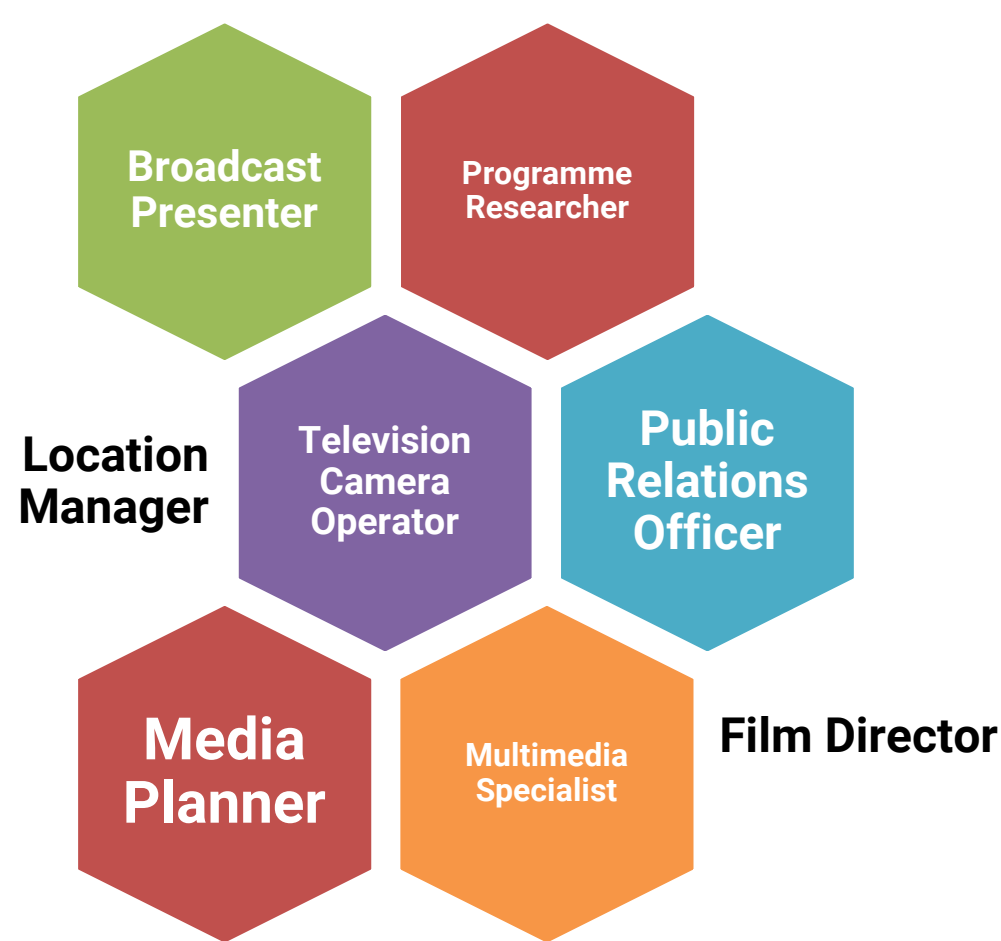 Broadcast
Presenter
Programme
Researcher
Location
Manager
Television
Camera
Operator
Public
Relations
Officer
Media
Planner
Multimedia
Specialist
Film Director